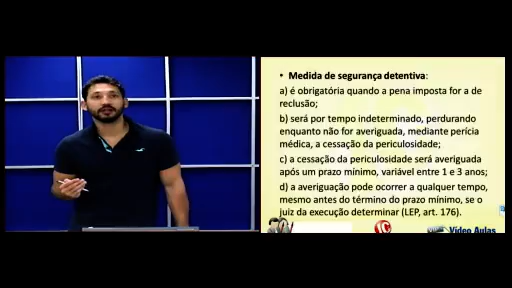 • Medida de segurança detentiva:
a) é obrigatória quando a pena imposta for a de
reclusão;
b) será por tempo indeterminado, perdurando
enquanto não for averiguada, mediante perícia
médica, a cessação da periculosidade;
c) a cessação da periculosidade será averiguada
após um prazo mínimo, variável entre 1 e 3 anos;
d) a averiguação pode ocorrer a qualquer tempo,
mesmo antes do término do prazo mínimo, se o
juiz da execução determinar (LEP, art. 176).
Vídeo Aulas